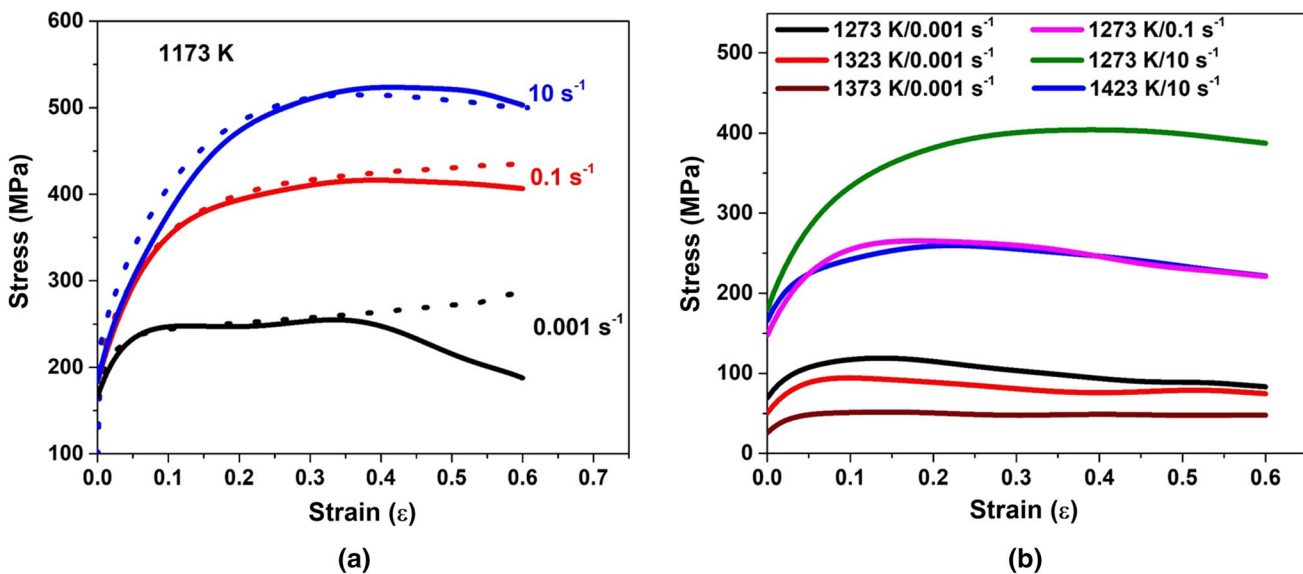 600
500
400
300
200
100
Stress (MPa)
1173 K
10 s⁻¹
0.1 s⁻¹
0.001 s⁻¹
0.0 0.1 0.2 0.3 0.4 0.5 0.6 0.7
Strain (ε)
(a)
500
400
300
200
100
0
Stress (MPa)
1273 K/0.001 s⁻¹ 1273 K/0.1 s⁻¹
1323 K/0.001 s⁻¹ 1273 K/10 s⁻¹
1373 K/0.001 s⁻¹ 1423 K/10 s⁻¹
0.0 0.1 0.2 0.3 0.4 0.5 0.6
Strain (ε)
(b)